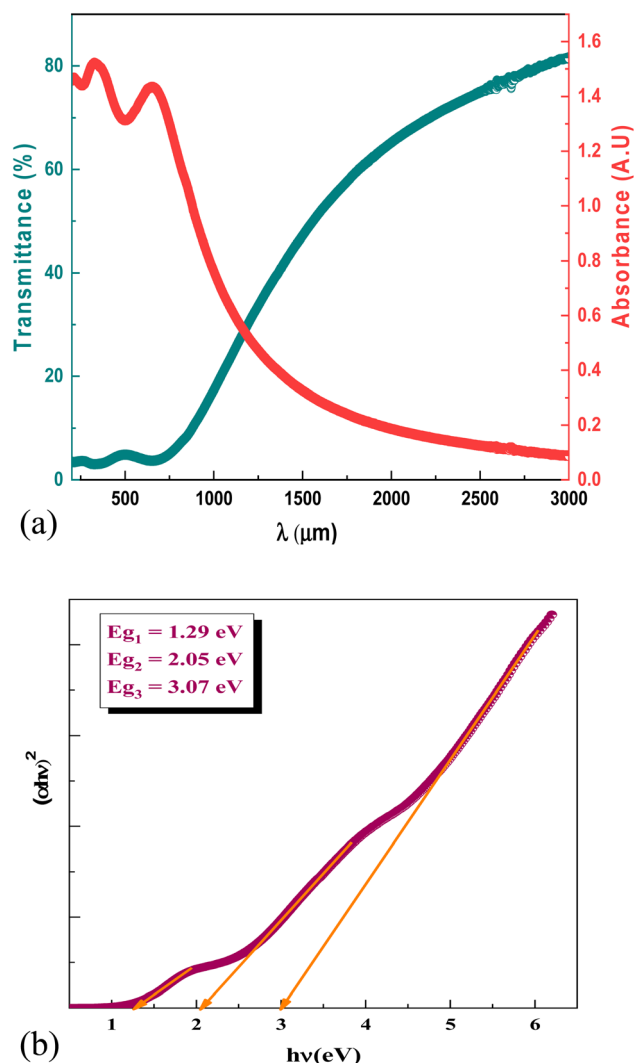 Transmittance (%)
80
60
40
20
0
1.6
1.4
1.2
1.0
0.8
0.6
0.4
0.2
0.0
Absorbance (A.U)
500 1000 1500 2000 2500 3000
λ (μm)
(a)
Eg₁ = 1.29 eV
Eg₂ = 2.05 eV
Eg₃ = 3.07 eV
(αhν)²
1 2 3 4 5 6
hν(eV)
(b)